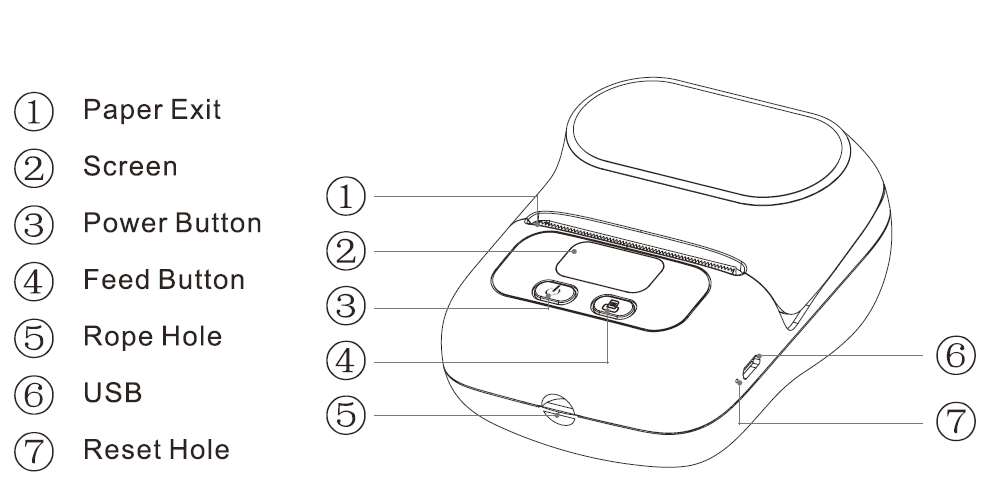 ① Paper Exit
② Screen
③ Power Button
④ Feed Button
⑤ Rope Hole
⑥ USB
⑦ Reset Hole
①
②
③
④
⑤
⑥
⑦